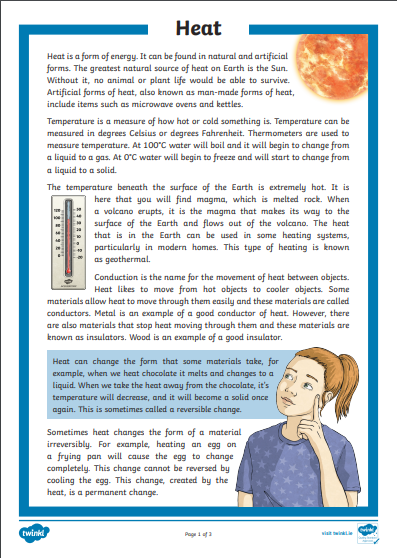 Heat
Heat is a form of energy. It can be found in natural and artificial
forms. The greatest natural source of heat on Earth is the Sun.
Without it, no animal or plant life would be able to survive.
Artificial forms of heat, also known as man-made forms of heat,
include items such as microwave ovens and kettles.
Temperature is a measure of how hot or cold something is. Temperature can be
measured in degrees Celsius or degrees Fahrenheit. Thermometers are used to
measure temperature. At 100°C water will boil and it will begin to change from
a liquid to a gas. At 0°C water will begin to freeze and will start to change from
a liquid to a solid.
The temperature beneath the surface of the Earth is extremely hot. It is
here that you will find magma, which is melted rock. When
a volcano erupts, it is the magma that makes its way to the
surface of the Earth and flows out of the volcano. The heat
that is in the Earth can be used in some heating systems,
particularly in modern homes. This type of heating is known
as geothermal.
Conduction is the name for the movement of heat between objects.
Heat likes to move from hot objects to cooler objects. Some
materials allow heat to move through them easily and these materials are called
conductors. Metal is an example of a good conductor of heat. However, there
are also materials that stop heat moving through them and these materials are
known as insulators. Wood is an example of a good insulator.
Heat can change the form that some materials take, for
example, when we heat chocolate it melts and changes to a
liquid. When we take the heat away from the chocolate, it's
temperature will decrease, and it will become a solid once
again. This is sometimes called a reversible change.
Sometimes heat changes the form of a material
irreversibly. For example, heating an egg on
a frying pan will cause the egg to change
completely. This change cannot be reversed by
cooling the egg. This change, created by the
heat, is a permanent change.
twinkl
Page 1 of 3
visit twinkl.ie
twinkl